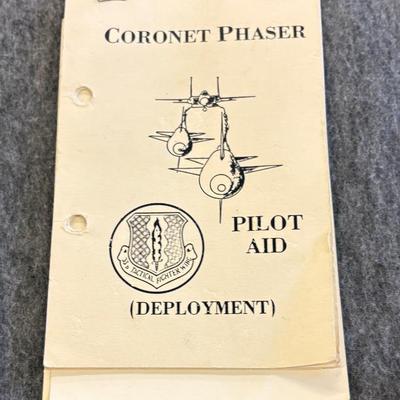 CORONET PHASER
PILOT
AID
TACTICAL FIGHTER WING
(DEPLOYMENT)